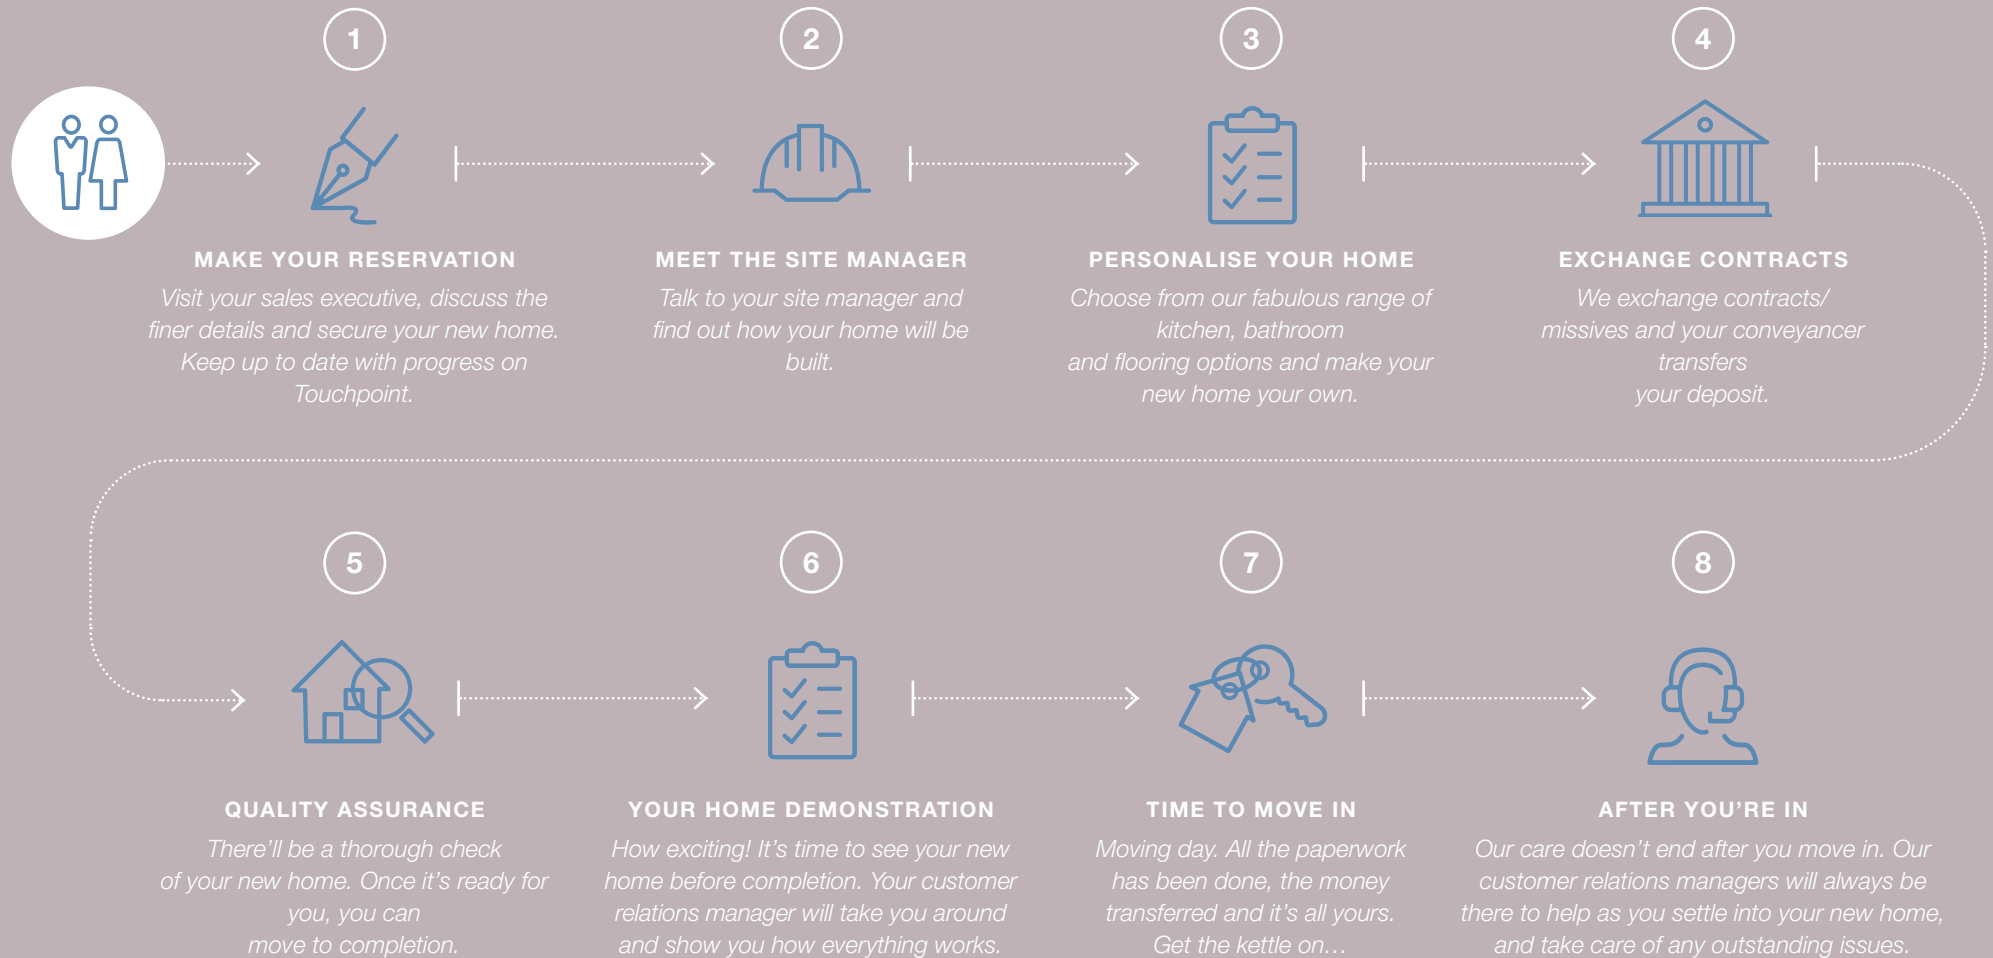 1
MAKE YOUR RESERVATION
Visit your sales executive, discuss the
finer details and secure your new home.
Keep up to date with progress on
Touchpoint.
2
MEET THE SITE MANAGER
Talk to your site manager and
find out how your home will be
built.
3
PERSONALISE YOUR HOME
Choose from our fabulous range of
kitchen, bathroom
and flooring options and make your
new home your own.
4
EXCHANGE CONTRACTS
We exchange contracts/
missives and your conveyancer
transfers
your deposit.
5
QUALITY ASSURANCE
There’ll be a thorough check
of your new home. Once it’s ready for
you, you can
move to completion.
6
YOUR HOME DEMONSTRATION
How exciting! It’s time to see your new
home before completion. Your customer
relations manager will take you around
and show you how everything works.
7
TIME TO MOVE IN
Moving day. All the paperwork
has been done, the money
transferred and it’s all yours.
Get the kettle on…
8
AFTER YOU’RE IN
Our care doesn’t end after you move in. Our
customer relations managers will always be
there to help as you settle into your new home,
and take care of any outstanding issues.